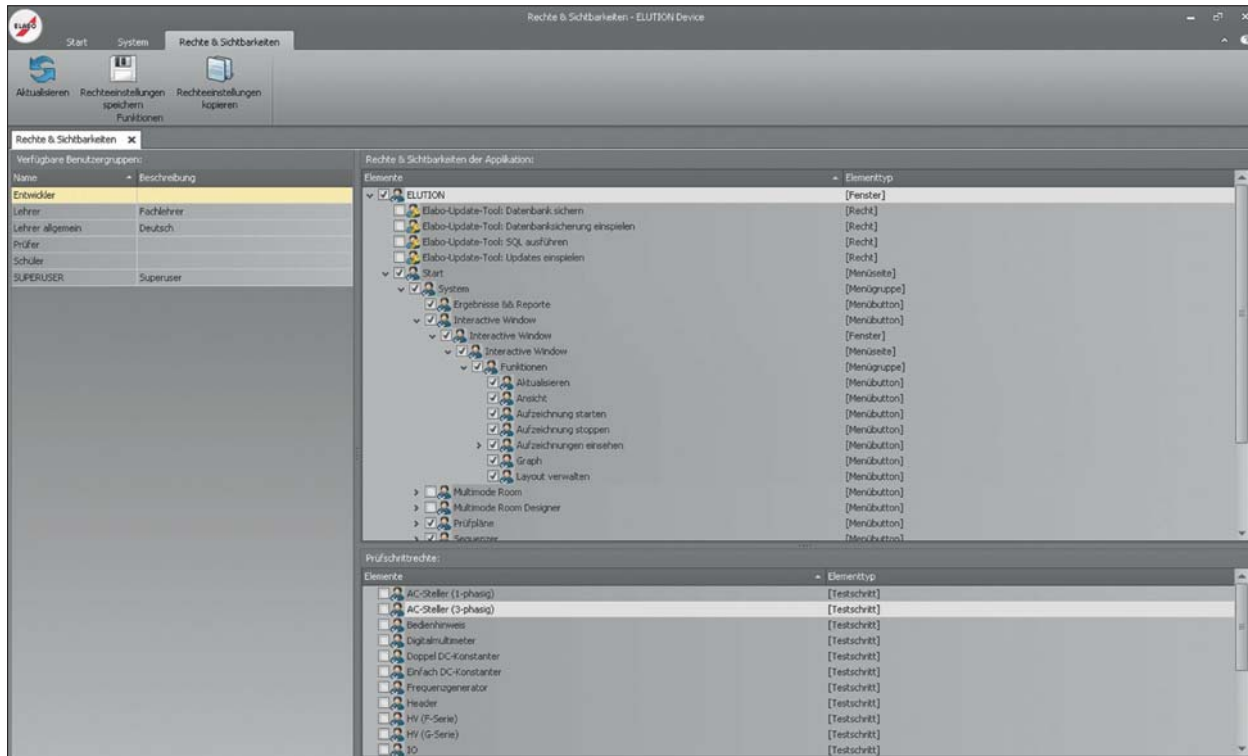 Rechte & Sichtbarkeiten - ELUTION Device
ELABO
Start System Rechte & Sichtbarkeiten
Aktualisieren Rechteeinstellungen speichern Rechteeinstellungen kopieren
Funktionen
Rechte & Sichtbarkeiten
Verfügbare Benutzergruppen:
Name Beschreibung
Entwickler
Lehrer Fachlehrer
Lehrer allgemein Deutsch
Prüfer
Schüler
SUPERUSER Superuser
Rechte & Sichtbarkeiten der Applikation:
Elemente Elementtyp
ELUTION [Fenster]
Elabo-Update-Tool: Datenbank sichern [Recht]
Elabo-Update-Tool: Datenbanksicherung einspielen [Recht]
Elabo-Update-Tool: SQL ausführen [Recht]
Elabo-Update-Tool: Updates einspielen [Recht]
Start [Menüseite]
System [Menügruppe]
Ergebnisse && Reporte [Menübutton]
Interactive Window [Menübutton]
Interactive Window [Fenster]
Interactive Window [Menüseite]
Funktionen [Menügruppe]
Aktualisieren [Menübutton]
Ansicht [Menübutton]
Aufzeichnung starten [Menübutton]
Aufzeichnung stoppen [Menübutton]
Aufzeichnungen einsehen [Menübutton]
Graph [Menübutton]
Layout verwalten [Menübutton]
Multimode Room [Menübutton]
Multimode Room Designer [Menübutton]
Prüfpläne [Menübutton]
Sequenzer [Menübutton]
Prüfschrittrechte:
Elemente Elementtyp
AC-Steller (1-phasig) [Testschritt]
AC-Steller (3-phasig) [Testschritt]
Bedienhinweis [Testschritt]
Digitalmultimeter [Testschritt]
Doppel DC-Konstanter [Testschritt]
Einfach DC-Konstanter [Testschritt]
Frequenzgenerator [Testschritt]
Header [Testschritt]
HV (F-Serie) [Testschritt]
HV (G-Serie) [Testschritt]
IO [Testschritt]